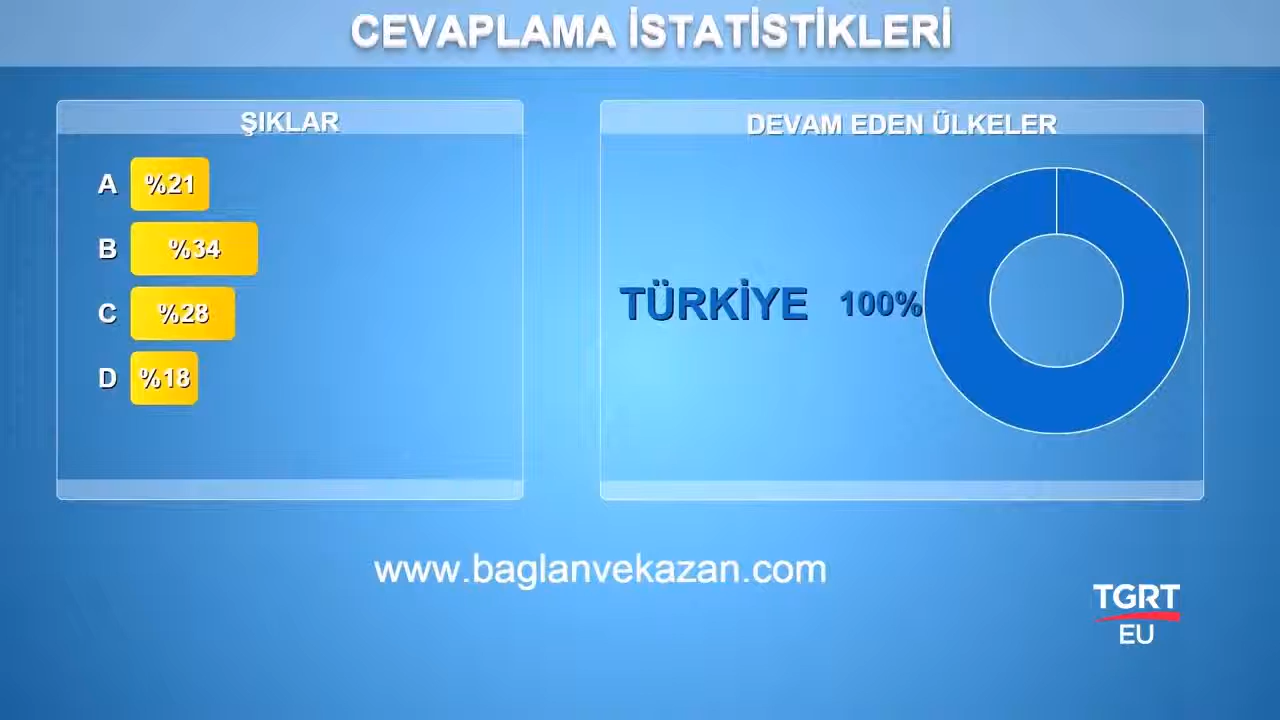 CEVAPLAMA İSTATİSTİKLERİ
ŞIKLAR
A %21
B %34
C %28
D %18
DEVAM EDEN ÜLKELER
TÜRKİYE 100%
www.baglanvekazan.com
TGRT
EU